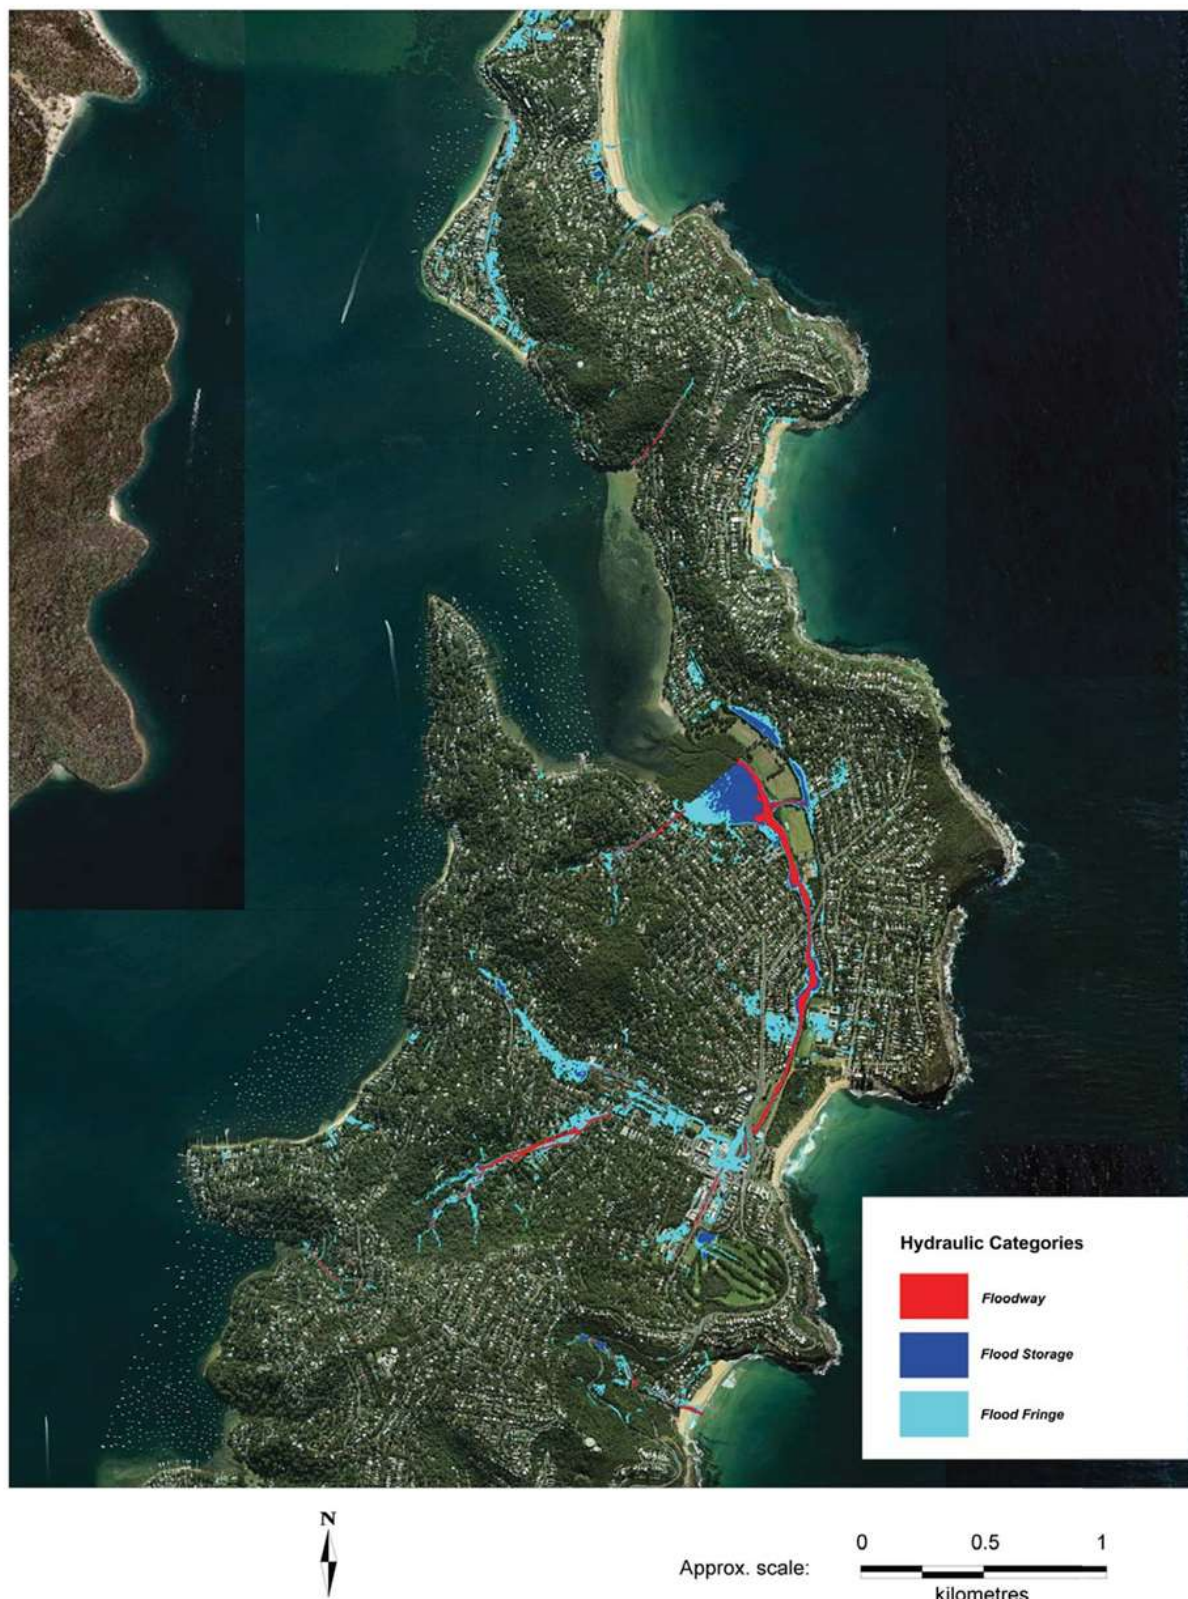 Hydraulic Categories
Floodway
Flood Storage
Flood Fringe
N
Approx. scale:
0 0.5 1
kilometres